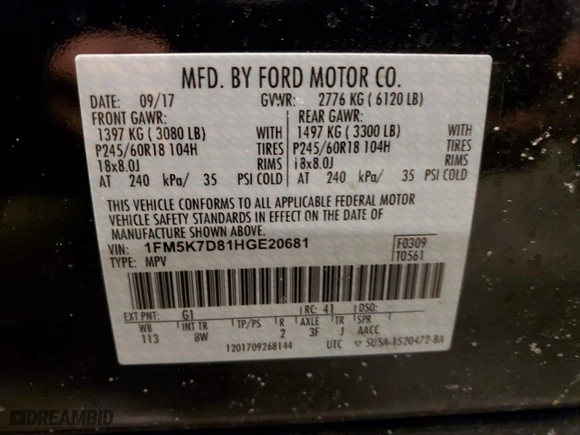 MFD. BY FORD MOTOR CO.
DATE: 09/17 GVWR: 2776 KG ( 6120 LB)
FRONT GAWR: REAR GAWR:
1397 KG ( 3080 LB) WITH 1497 KG ( 3300 LB) WITH
P245/60R18 104H TIRES P245/60R18 104H TIRES
18x8.0J RIMS 18x8.0J RIMS
AT 240 kPa/ 35 PSI COLD AT 240 kPa/ 35 PSI COLD
THIS VEHICLE CONFORMS TO ALL APPLICABLE FEDERAL MOTOR
VEHICLE SAFETY STANDARDS IN EFFECT ON THE DATE OF
MANUFACTURE SHOWN ABOVE.
VIN: 1FM5K7D81HGE20681 F0309
TYPE: MPV T0561
EXT PNT: G1 RC: 41 DSO:
WB INT TR TP/PS R AXLE TR SPR
113 8W 2 3F J AACC
1201709268144 UTC 5U5A-1520472-BA
DREAMBID